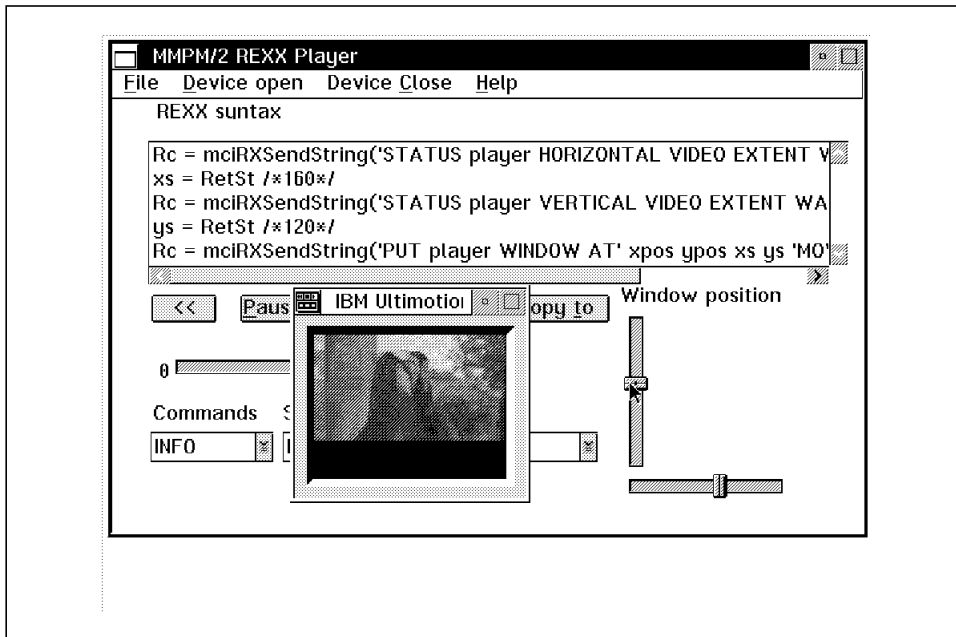 MMPM/2 REXX Player
File Device open Device Close Help
REXX syntax
Rc = mciRXSendString('STATUS player HORIZONTAL VIDEO EXTENT
xs = RetSt /*160*/
Rc = mciRXSendString('STATUS player VERTICAL VIDEO EXTENT WA
ys = RetSt /*120*/
Rc = mciRXSendString('PUT player WINDOW AT' xpos ypos xs ys 'MO'
Window position
<< Paus IBM Ultimotion opy to
0
Commands
INFO